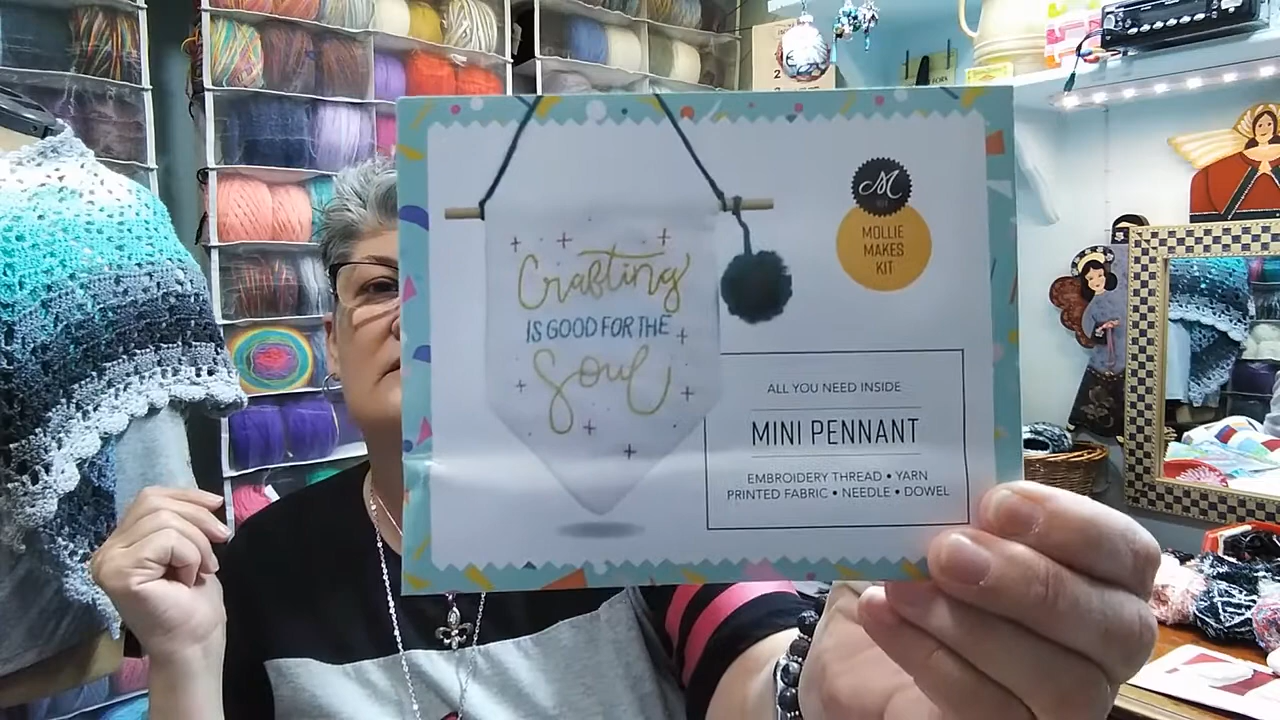 Crafting
IS GOOD FOR THE
Soul
M
MOLLIE
MAKES
KIT
ALL YOU NEED INSIDE
MINI PENNANT
EMBROIDERY THREAD • YARN
PRINTED FABRIC • NEEDLE • DOWEL